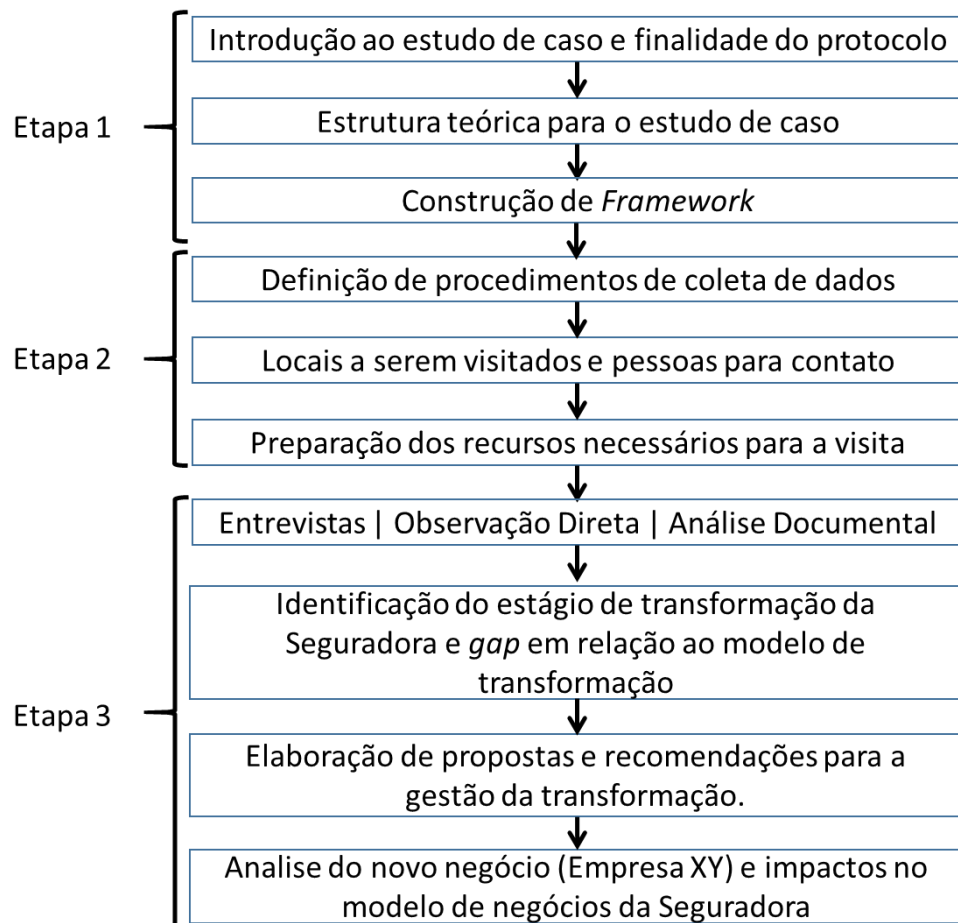 Introdução ao estudo de caso e finalidade do protocolo
Etapa 1
Estrutura teórica para o estudo de caso
Construção de Framework
Definição de procedimentos de coleta de dados
Etapa 2
Locais a serem visitados e pessoas para contato
Preparação dos recursos necessários para a visita
Entrevistas | Observação Direta | Análise Documental
Identificação do estágio de transformação da
Seguradora e gap em relação ao modelo de
transformação
Etapa 3
Elaboração de propostas e recomendações para a
gestão da transformação.
Analise do novo negócio (Empresa XY) e impactos no
modelo de negócios da Seguradora